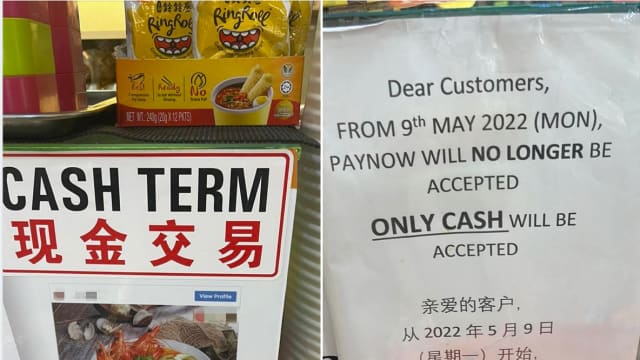 RingRoll
RingRoll
Ready
No
NET WT. 240g (20g X 12 PKTS)
CASH TERM
现金交易
View Profile
Dear Customers,
FROM 9th MAY 2022 (MON),
PAYNOW WILL NO LONGER BE
ACCEPTED
ONLY CASH WILL BE
ACCEPTED
亲爱的客户，
从 2022 年 5 月 9 日
（星期一）开始，